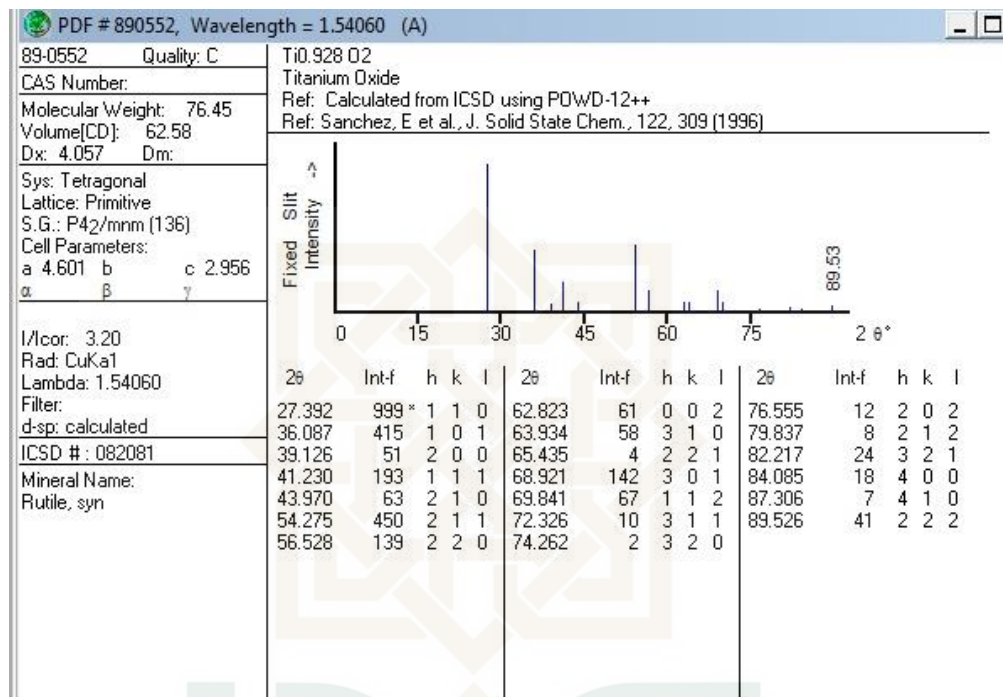 PDF # 890552, Wavelength = 1.54060 (A)
89-0552 Quality: C
CAS Number:
Molecular Weight: 76.45
Volume[CD]: 62.58
Dx: 4.057 Dm:
Sys: Tetragonal
Lattice: Primitive
S.G.: P42/mnm (136)
Cell Parameters:
a 4.601 b c 2.956
α β γ
I/Icor: 3.20
Rad: CuKa1
Lambda: 1.54060
Filter:
d-sp: calculated
ICSD # : 082081
Mineral Name:
Rutile, syn
Ti0.928 O2
Titanium Oxide
Ref: Calculated from ICSD using POWD-12++
Ref: Sanchez, E et al., J. Solid State Chem., 122, 309 (1996)
Fixed Slit
Intensity ->
89.53
0 15 30 45 60 75 2 θ°
2θ Int-f h k l 2θ Int-f h k l 2θ Int-f h k l
27.392 999 * 1 1 0 62.823 61 0 0 2 76.555 12 2 0 2
36.087 415 1 0 1 63.934 58 3 1 0 79.837 8 2 1 2
39.126 51 2 0 0 65.435 4 2 2 1 82.217 24 3 2 1
41.230 193 1 1 1 68.921 142 3 0 1 84.085 18 4 0 0
43.970 63 2 1 0 69.841 67 1 1 2 87.306 7 4 1 0
54.275 450 2 1 1 72.326 10 3 1 1 89.526 41 2 2 2
56.528 139 2 2 0 74.262 2 3 2 0